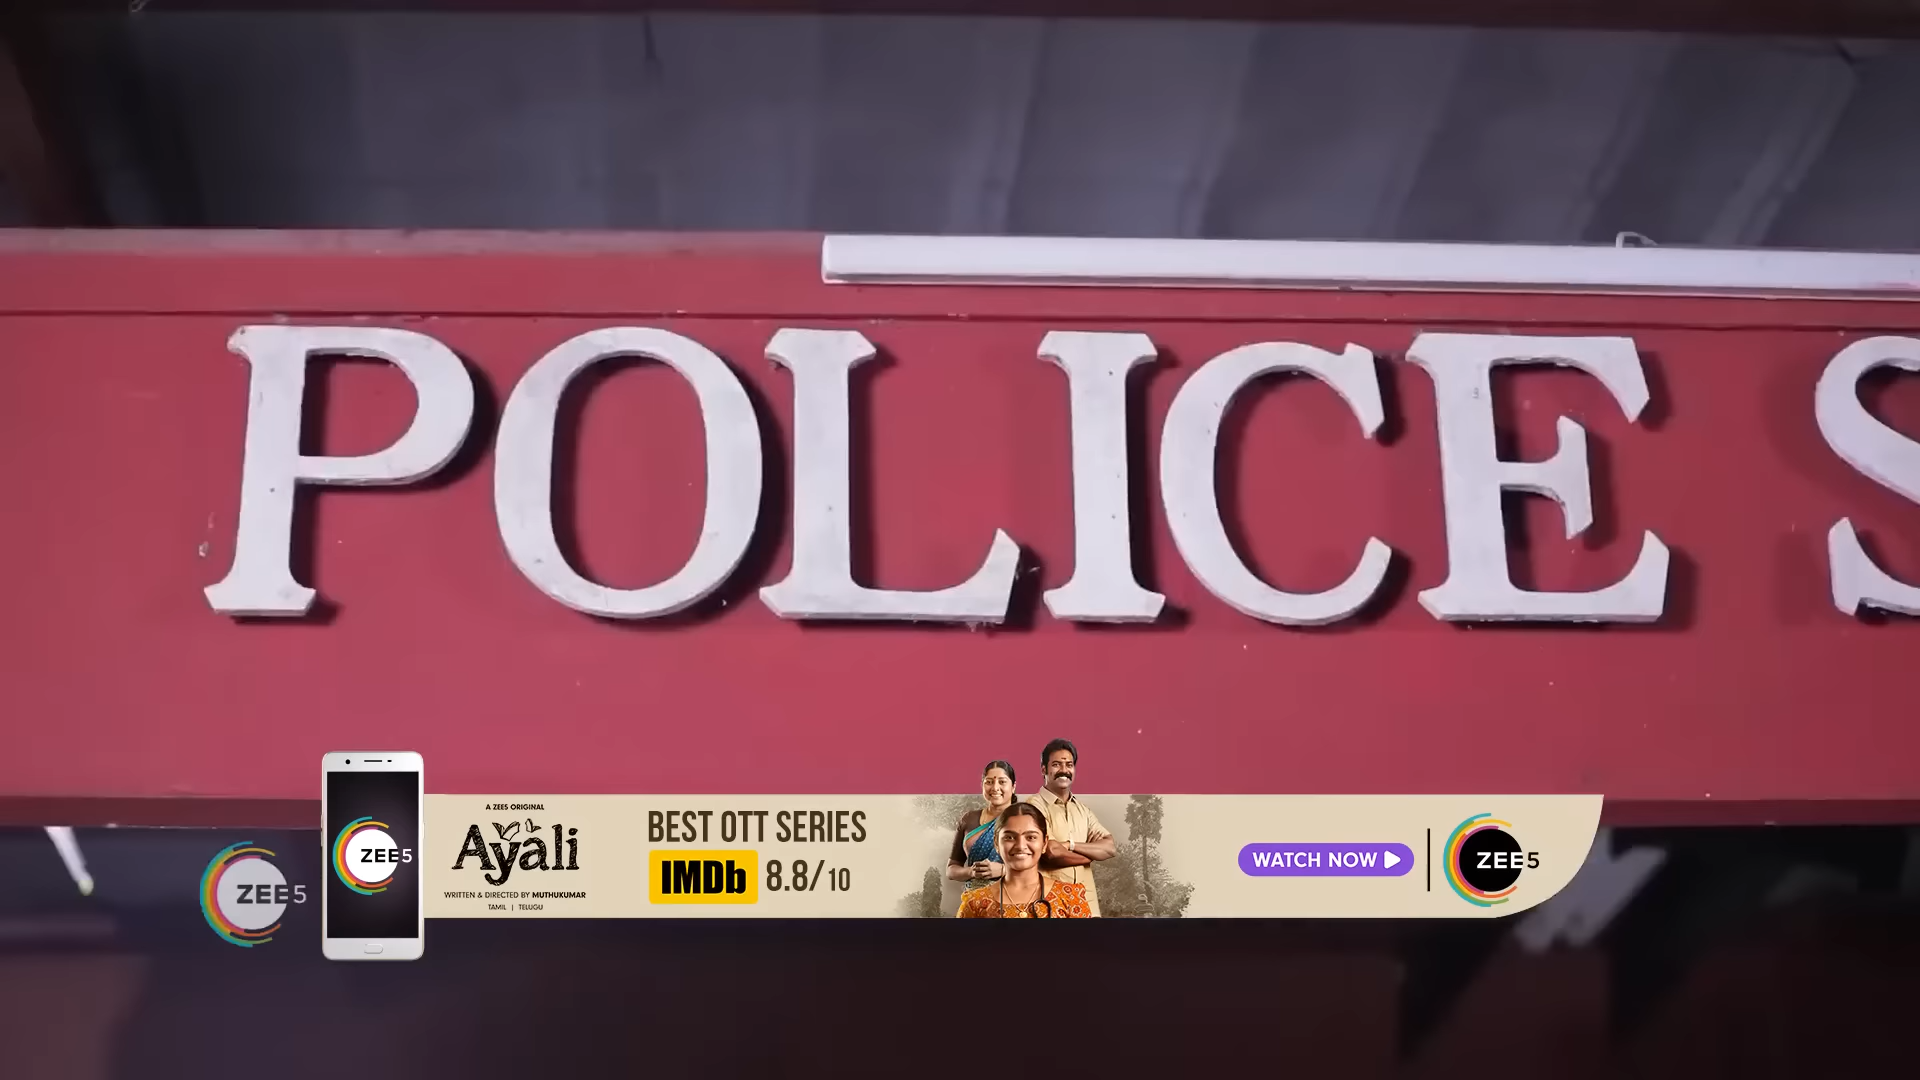 POLICE S
A ZEE5 ORIGINAL
Ayali
WRITTEN & DIRECTED BY MUTHUKUMAR
TAMIL | TELUGU
BEST OTT SERIES
IMDb 8.8/10
WATCH NOW
ZEE5
ZEE5
ZEE5